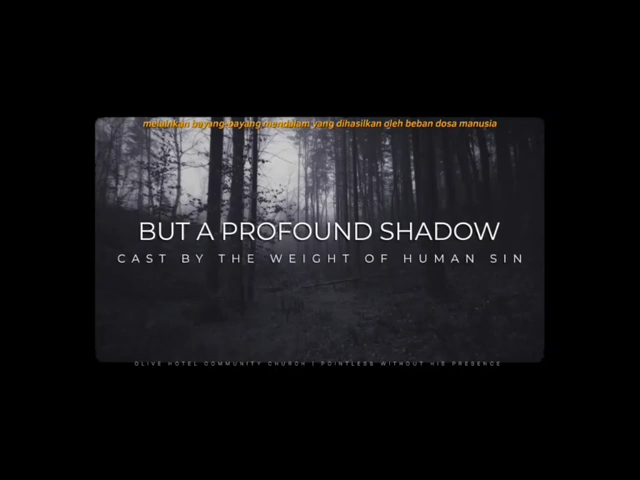 melainkan bayang-bayang mendalam yang dihasilkan oleh beban dosa manusia
BUT A PROFOUND SHADOW
CAST BY THE WEIGHT OF HUMAN SIN
OLIVE HOTEL COMMUNITY CHURCH | POINTLESS WITHOUT HIS PRESENCE